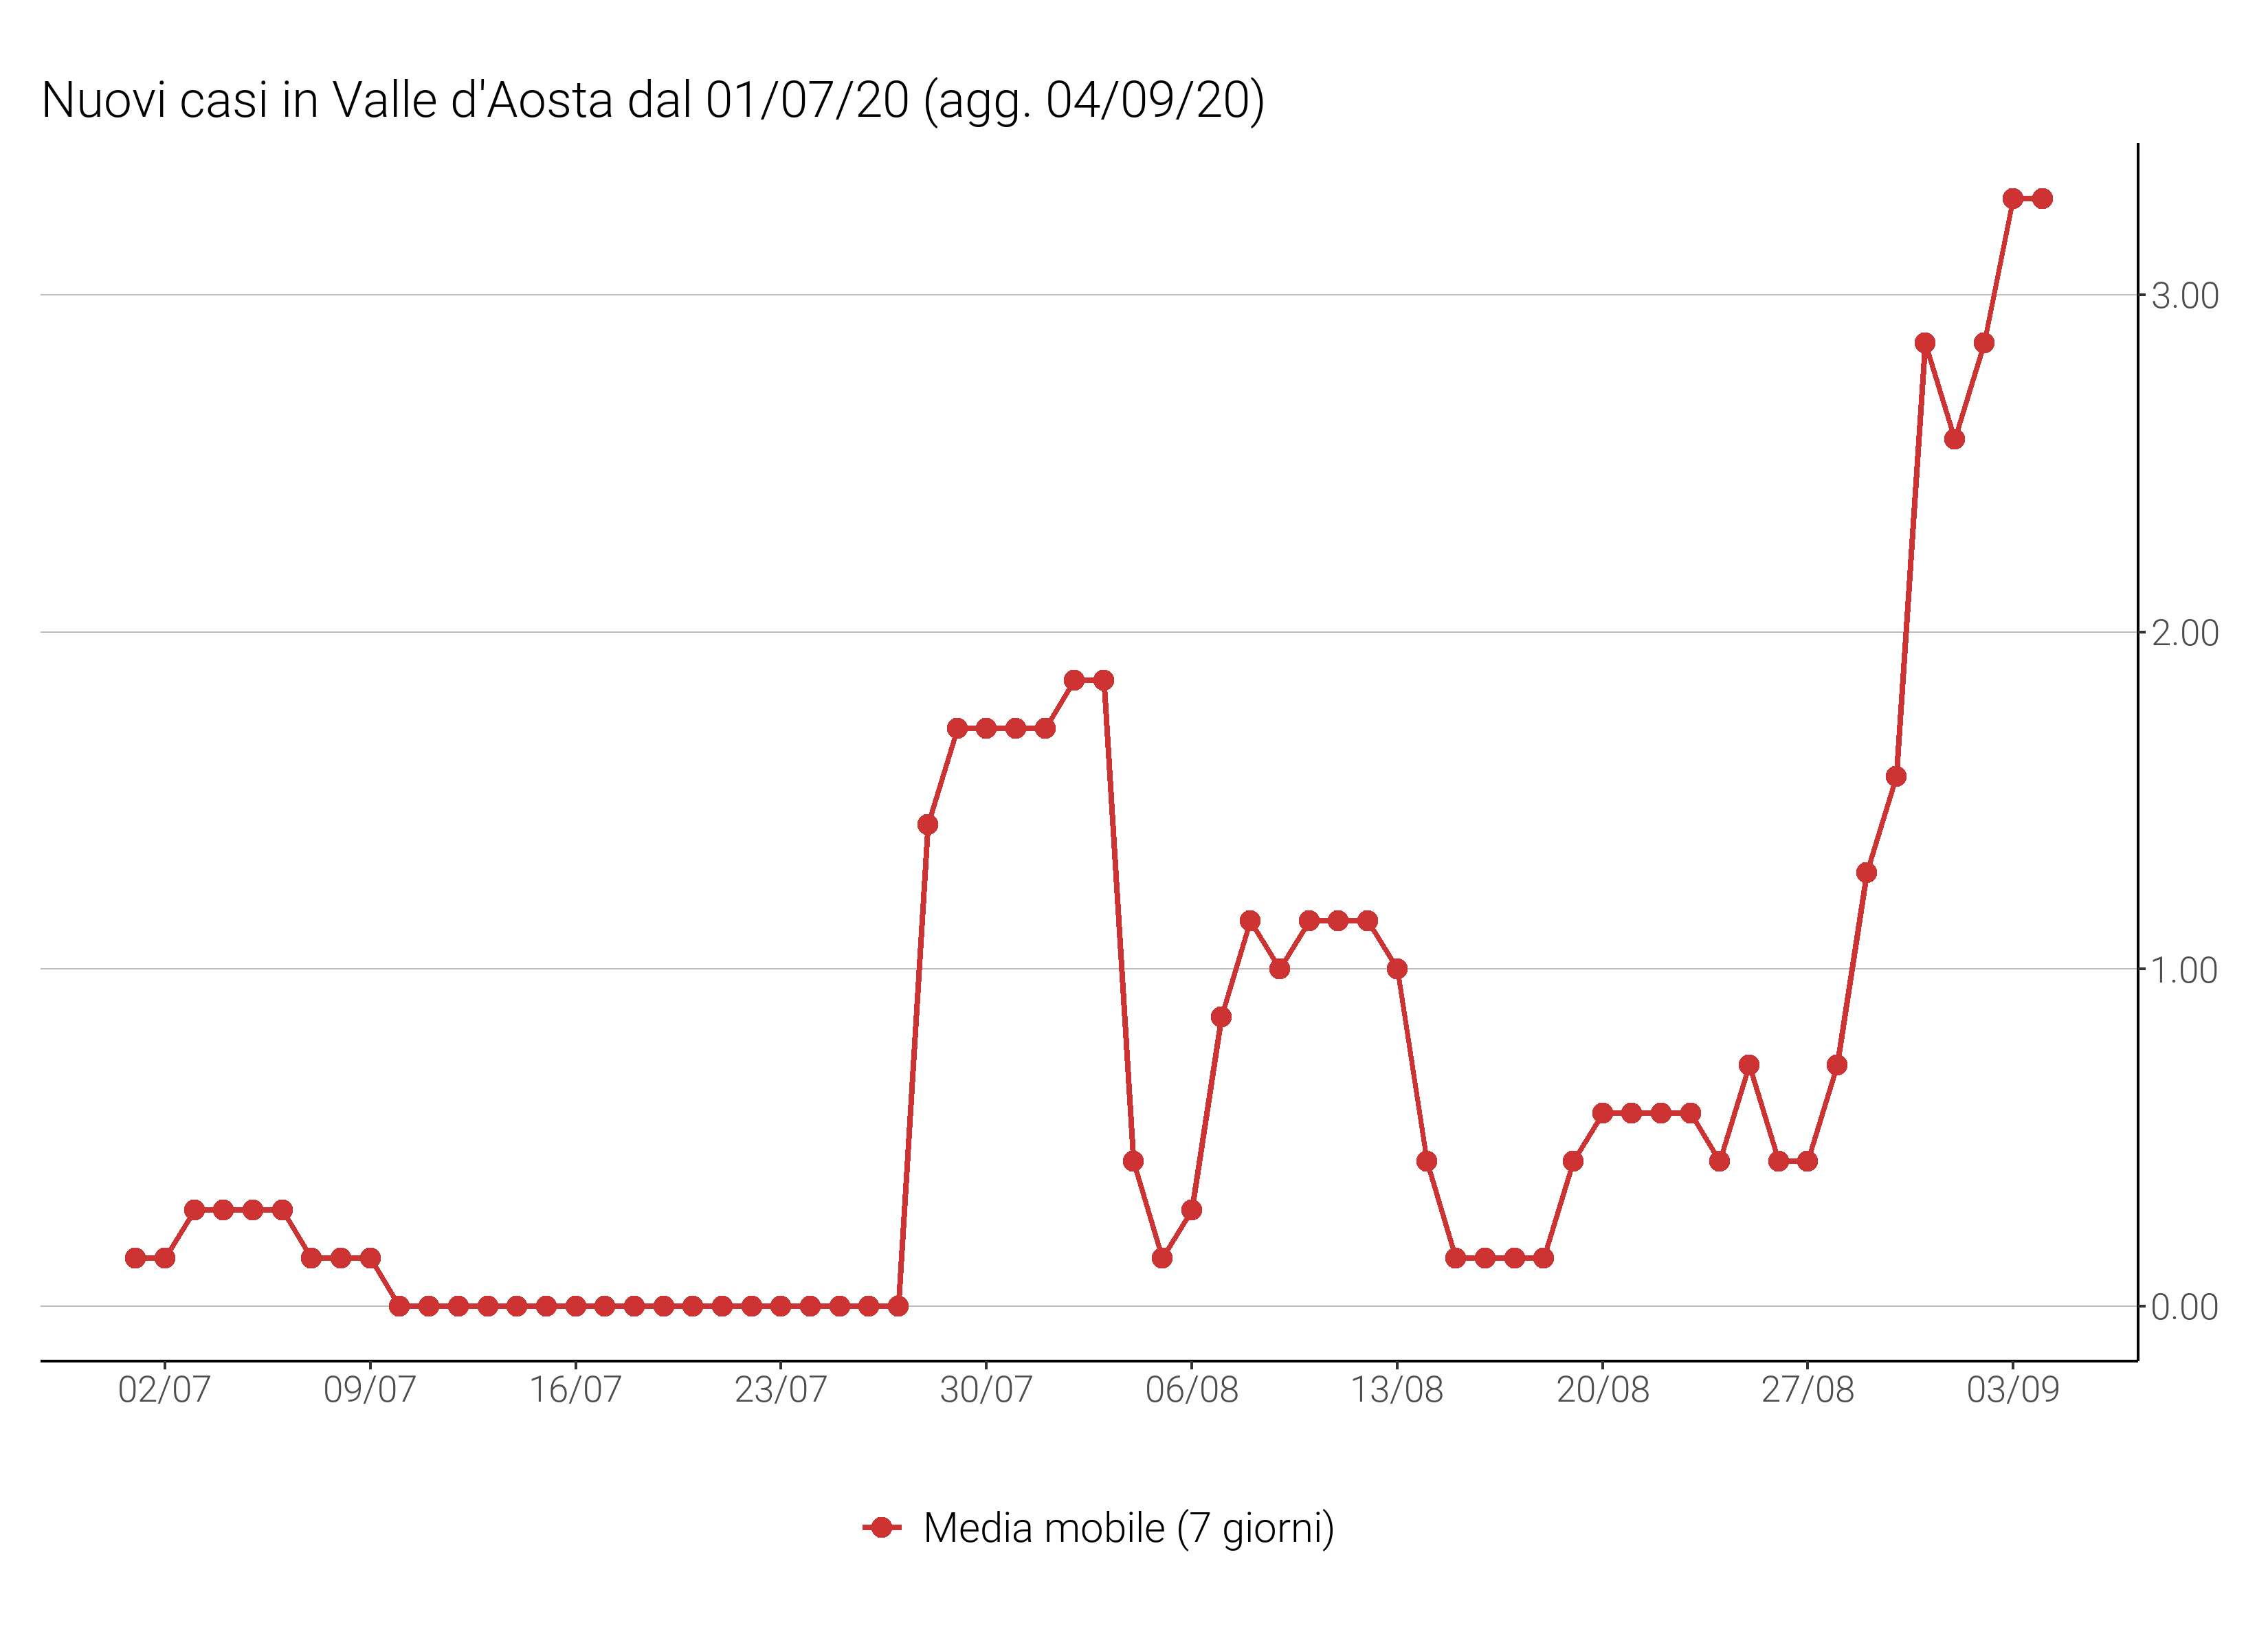 Nuovi casi in Valle d'Aosta dal 01/07/20 (agg. 04/09/20)
3.00
2.00
1.00
0.00
02/07 09/07 16/07 23/07 30/07 06/08 13/08 20/08 27/08 03/09
Media mobile (7 giorni)